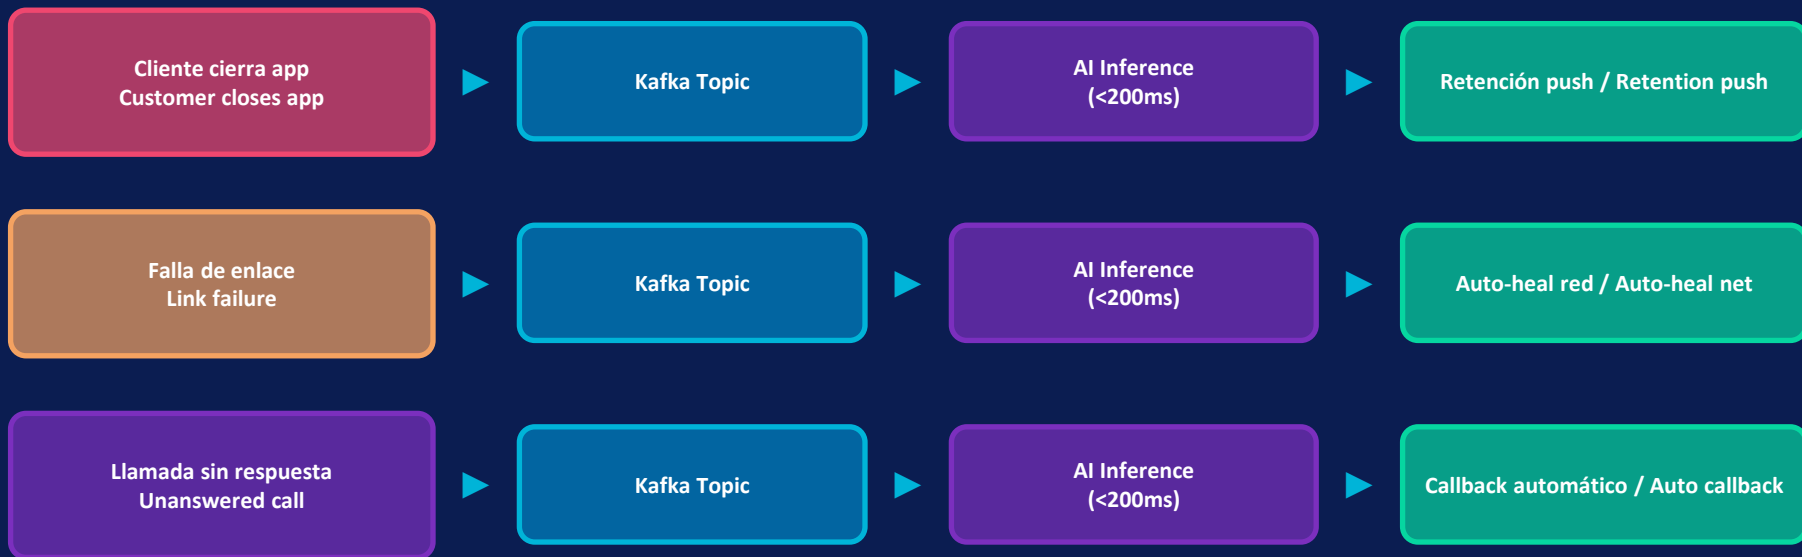 Cliente cierra app
Customer closes app
Kafka Topic
AI Inference
(<200ms)
Retención push / Retention push
Falla de enlace
Link failure
Kafka Topic
AI Inference
(<200ms)
Auto-heal red / Auto-heal net
Llamada sin respuesta
Unanswered call
Kafka Topic
AI Inference
(<200ms)
Callback automático / Auto callback